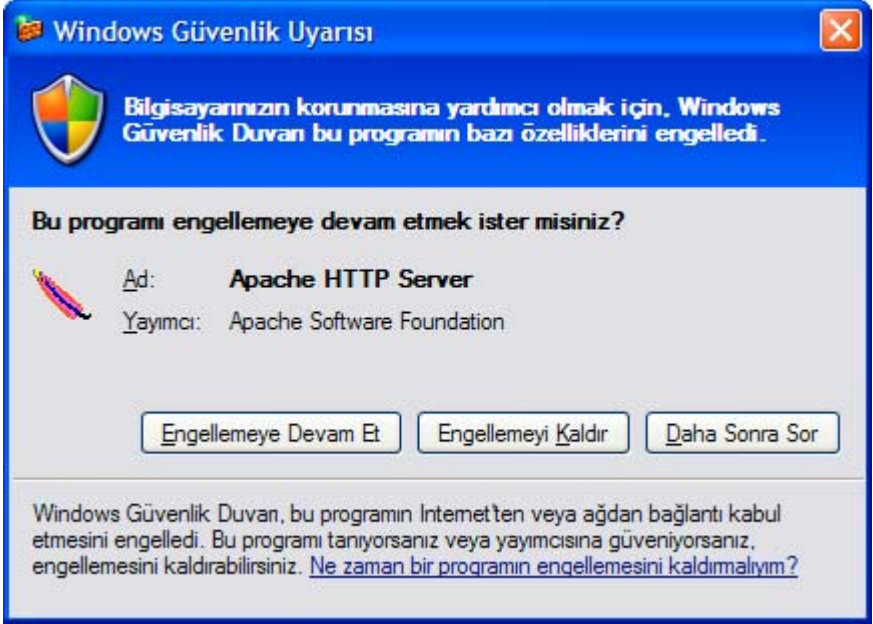 Windows Güvenlik Uyarısı
Bilgisayarınızın korunmasına yardımcı olmak için, Windows
Güvenlik Duvarı bu programın bazı özelliklerini engelledi.
Bu programı engellemeye devam etmek ister misiniz?
Ad: Apache HTTP Server
Yayımcı: Apache Software Foundation
Engellemeye Devam Et Engellemeyi Kaldır Daha Sonra Sor
Windows Güvenlik Duvarı, bu programın Internet'ten veya ağdan bağlantı kabul
etmesini engelledi. Bu programı tanıyorsanız veya yayımcısına güveniyorsanız,
engellemesini kaldırabilirsiniz. Ne zaman bir programın engellemesini kaldırmalıyım?